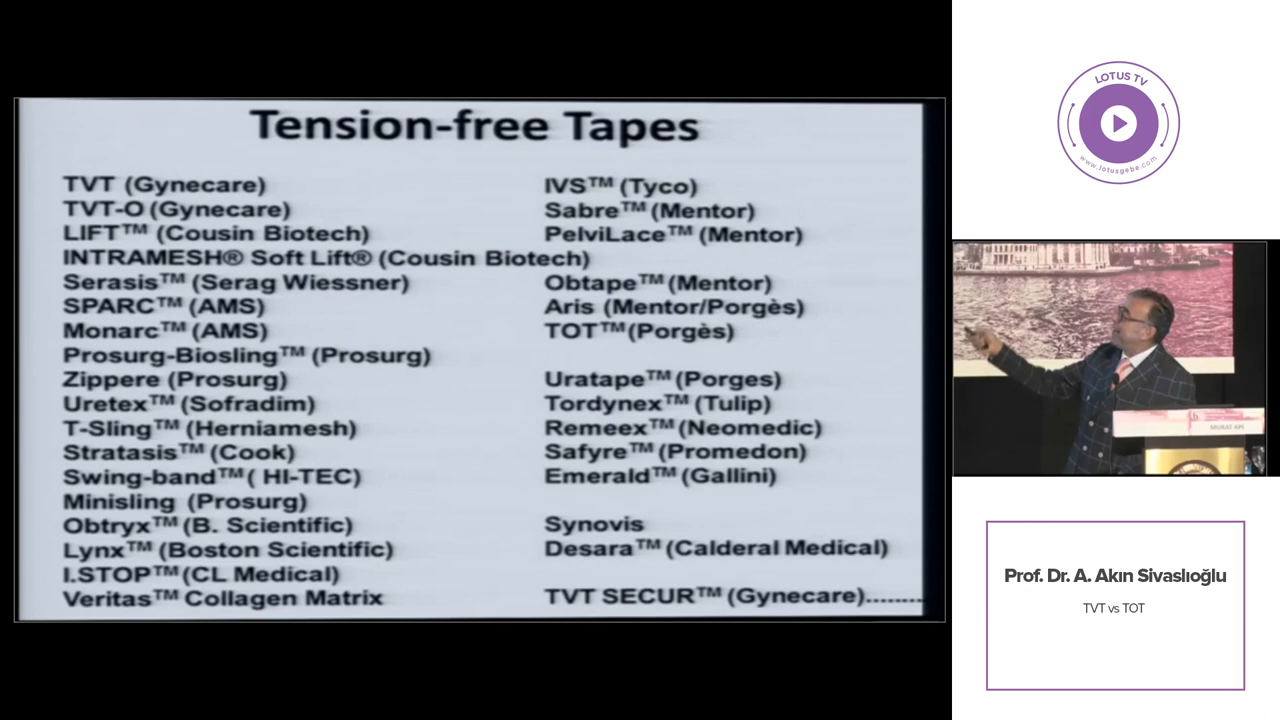 Tension-free Tapes
TVT (Gynecare)
TVT-O (Gynecare)
LIFT™ (Cousin Biotech)
INTRAMESH® Soft Lift® (Cousin Biotech)
Serasis™ (Serag Wiessner)
SPARC™ (AMS)
Monarc™ (AMS)
Prosurg-Biosling™ (Prosurg)
Zippere (Prosurg)
Uretex™ (Sofradim)
T-Sling™ (Herniamesh)
Stratasis™ (Cook)
Swing-band™( HI-TEC)
Minisling (Prosurg)
Obtryx™ (B. Scientific)
Lynx™ (Boston Scientific)
I.STOP™ (CL Medical)
Veritas™ Collagen Matrix
IVS™ (Tyco)
Sabre™ (Mentor)
PelviLace™ (Mentor)
Obtape™ (Mentor)
Aris (Mentor/Porgès)
TOT™ (Porgès)
Uratape™ (Porges)
Tordynex™ (Tulip)
Remeex™ (Neomedic)
Safyre™ (Promedon)
Emerald™ (Gallini)
Synovis
Desara™ (Calderal Medical)
TVT SECUR™ (Gynecare).........
LOTUS TV
www.lotusgebe.com
MURAT API
Prof. Dr. A. Akın Sivaslıoğlu
TVT vs TOT